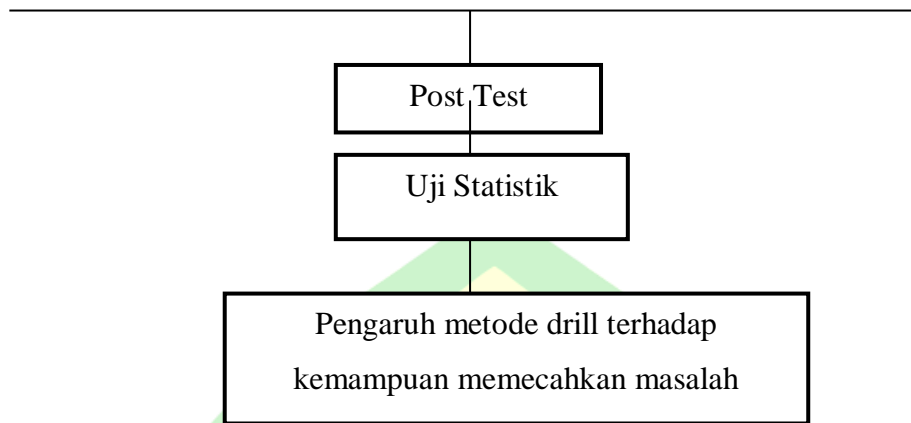 Post Test
Uji Statistik
Pengaruh metode drill terhadap
kemampuan memecahkan masalah